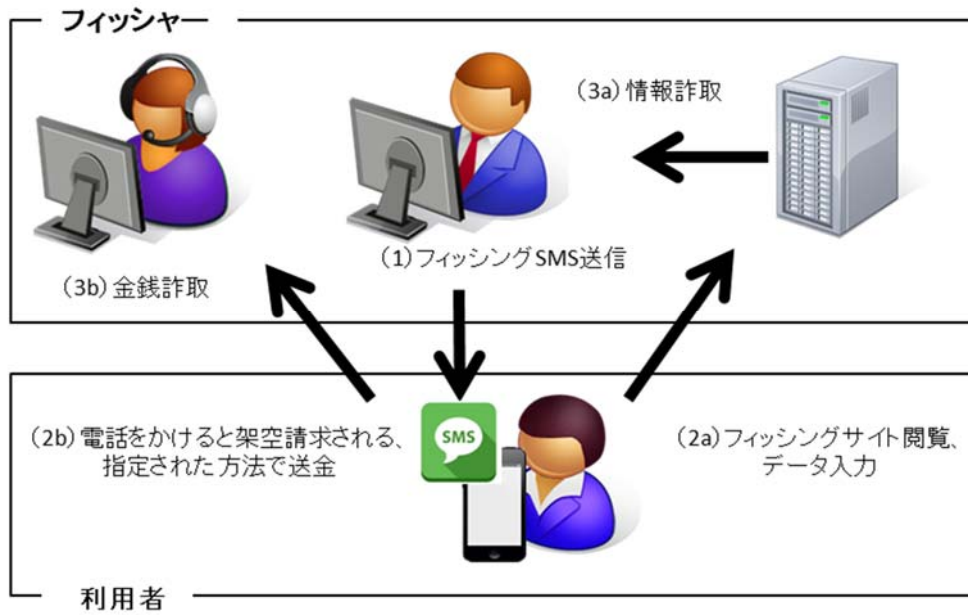 フィッシャー
(3a)情報詐取
(1)フィッシングSMS送信
(3b)金銭詐取
(2b)電話をかけると架空請求される、
指定された方法で送金
SMS
(2a)フィッシングサイト閲覧、
データ入力
利用者